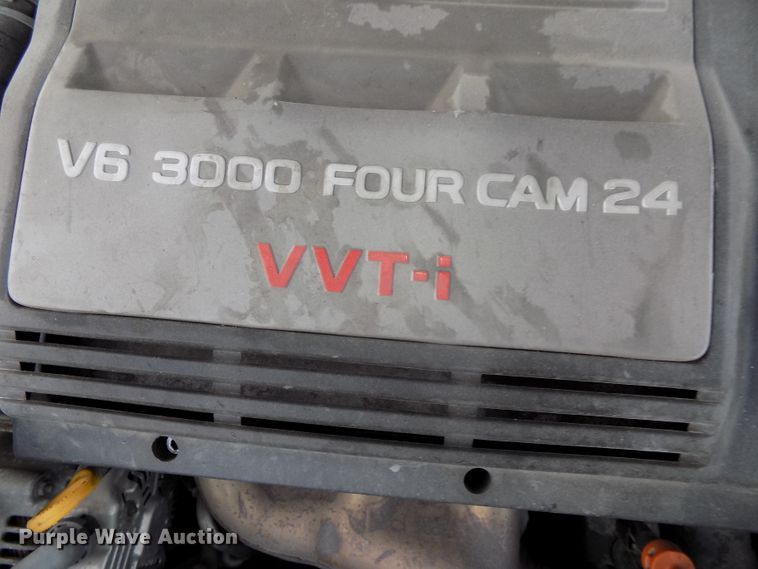 V6 3000 FOUR CAM 24
VVT-i
Purple Wave Auction